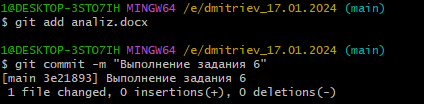 1@DESKTOP-3STO7IH MINGW64 /e/dmitriev_17.01.2024 (main)
$ git add analiz.docx
1@DESKTOP-3STO7IH MINGW64 /e/dmitriev_17.01.2024 (main)
$ git commit -m "Выполнение задания 6"
[main 3e21893] Выполнение задания 6
1 file changed, 0 insertions(+), 0 deletions(-)